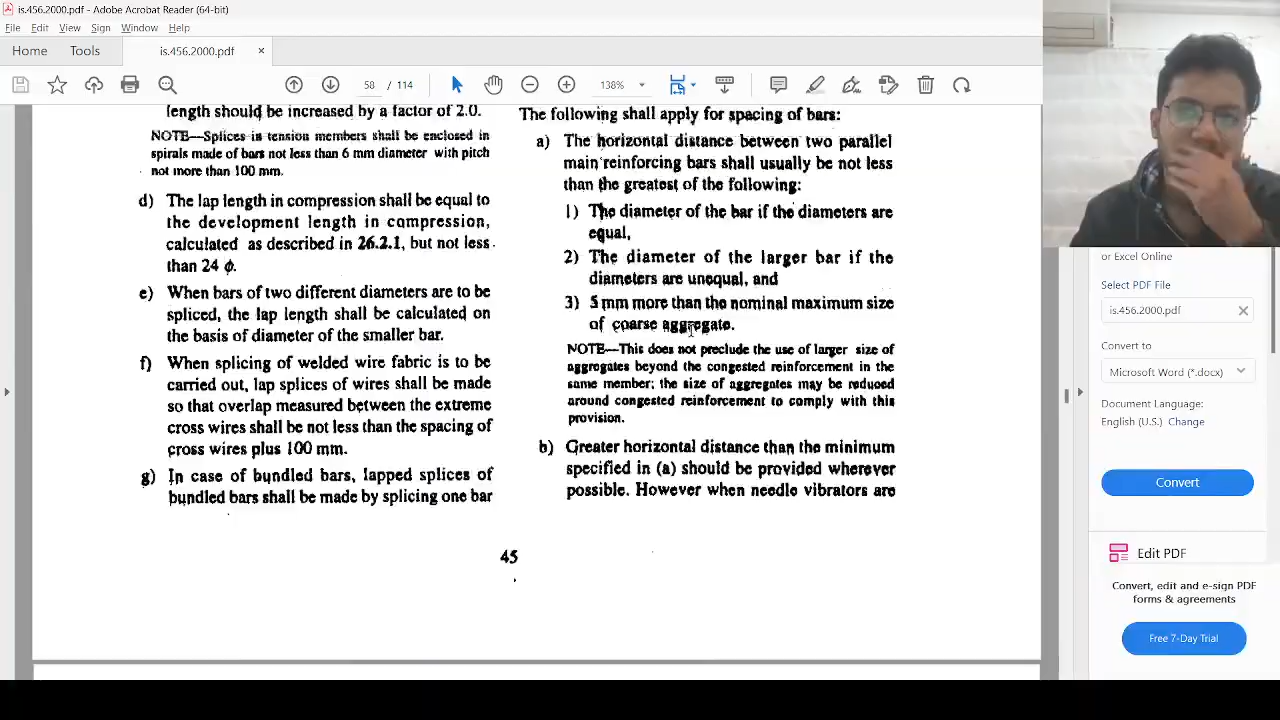 is.456.2000.pdf - Adobe Acrobat Reader (64-bit)
File Edit View Sign Window Help
Home Tools is.456.2000.pdf ×
58 / 114 138%
length should be increased by a factor of 2.0.
NOTE—Splices in tension members shall be enclosed in
spirals made of bars not less than 6 mm diameter with pitch
not more than 100 mm.
d) The lap length in compression shall be equal to
the development length in compression,
calculated as described in 26.2.1, but not less
than 24 ϕ.
e) When bars of two different diameters are to be
spliced, the lap length shall be calculated on
the basis of diameter of the smaller bar.
f) When splicing of welded wire fabric is to be
carried out, lap splices of wires shall be made
so that overlap measured between the extreme
cross wires shall be not less than the spacing of
cross wires plus 100 mm.
g) In case of bundled bars, lapped splices of
bundled bars shall be made by splicing one bar
The following shall apply for spacing of bars:
a) The horizontal distance between two parallel
main reinforcing bars shall usually be not less
than the greatest of the following:
1) The diameter of the bar if the diameters are
equal,
2) The diameter of the larger bar if the
diameters are unequal, and
3) 5 mm more than the nominal maximum size
of coarse aggregate.
NOTE—This does not preclude the use of larger size of
aggregates beyond the congested reinforcement in the
same member; the size of aggregates may be reduced
around congested reinforcement to comply with this
provision.
b) Greater horizontal distance than the minimum
specified in (a) should be provided wherever
possible. However when needle vibrators are
45
or Excel Online
Select PDF File
is.456.2000.pdf
Convert to
Microsoft Word (*.docx)
Document Language:
English (U.S.) Change
Convert
Edit PDF
Convert, edit and e-sign PDF
forms & agreements
Free 7-Day Trial